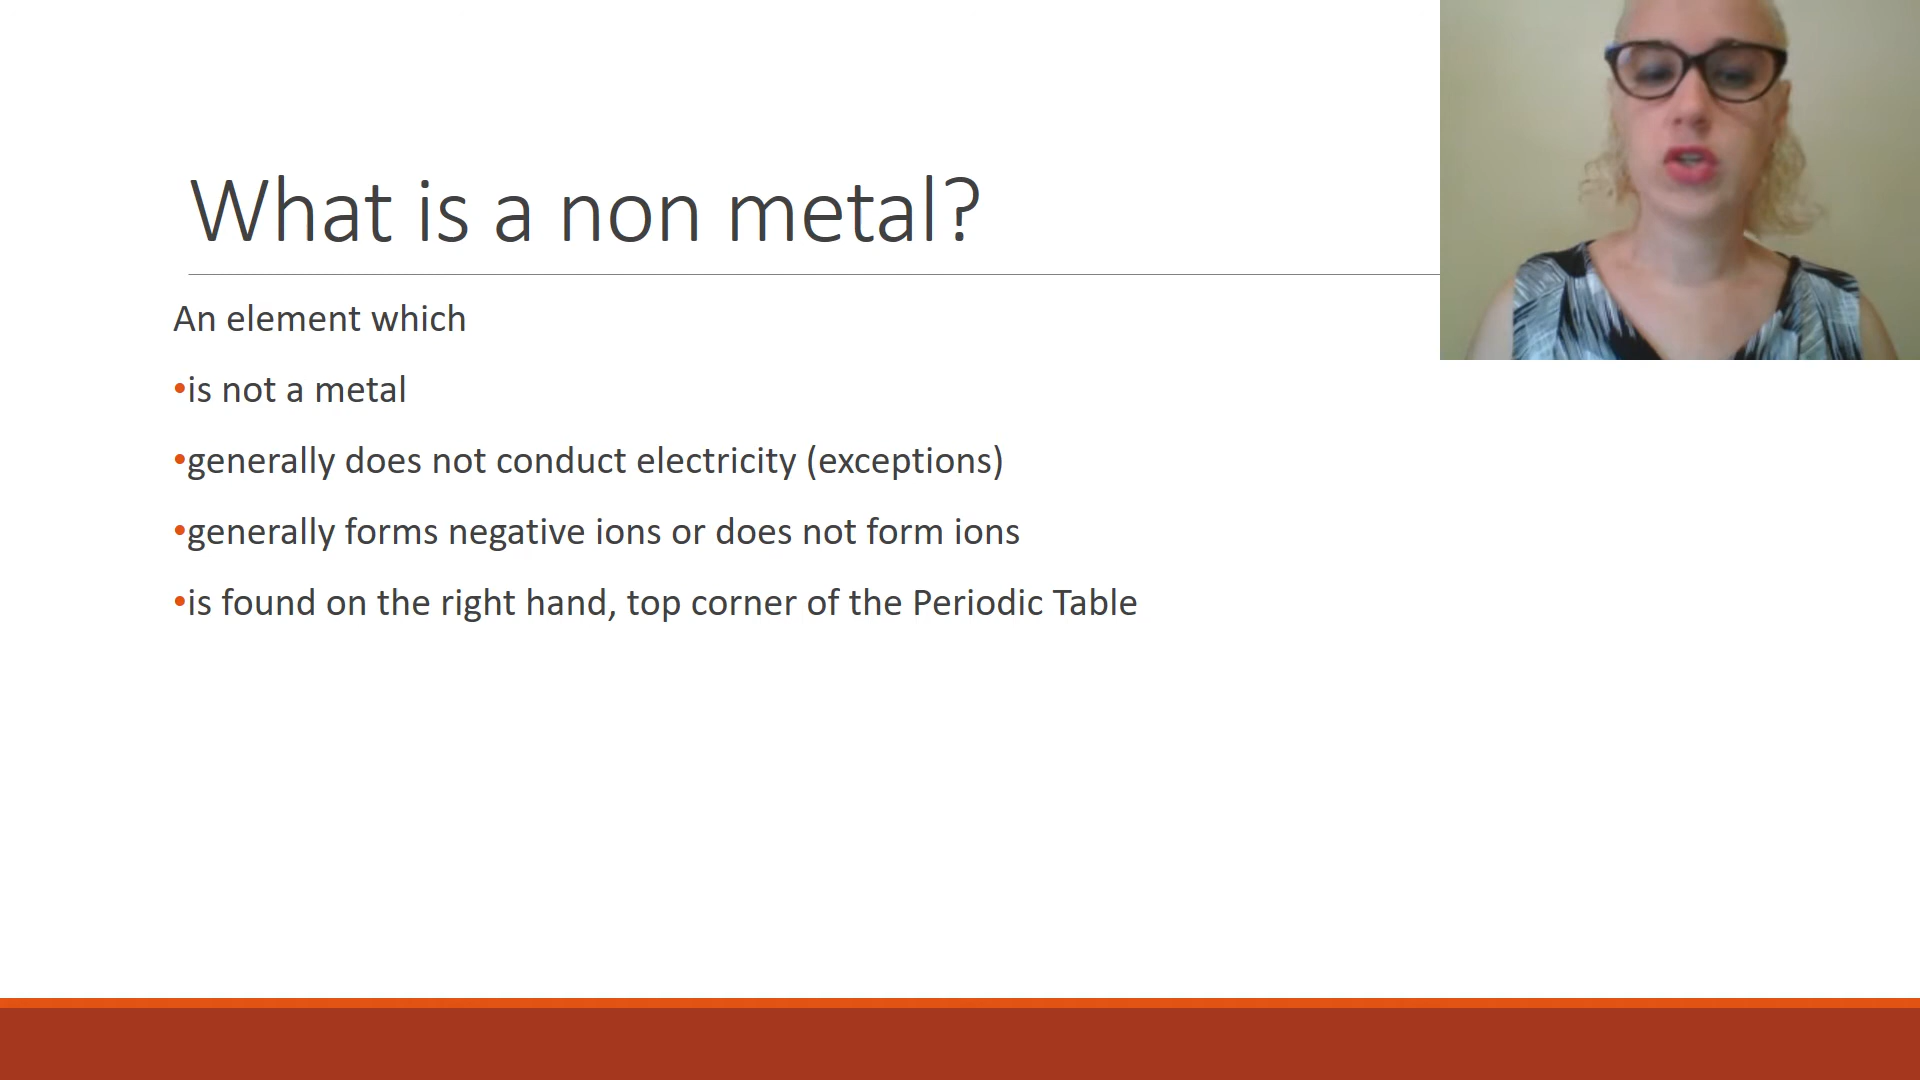 What is a non metal?
An element which
•is not a metal
•generally does not conduct electricity (exceptions)
•generally forms negative ions or does not form ions
•is found on the right hand, top corner of the Periodic Table